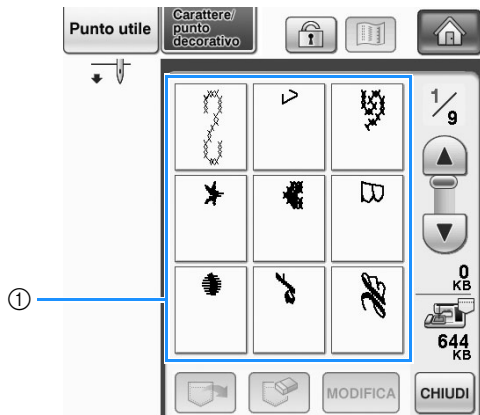 Punto utile
Carattere/
punto
decorativo
1/9
0
KB
①
644
KB
MODIFICA
CHIUDI